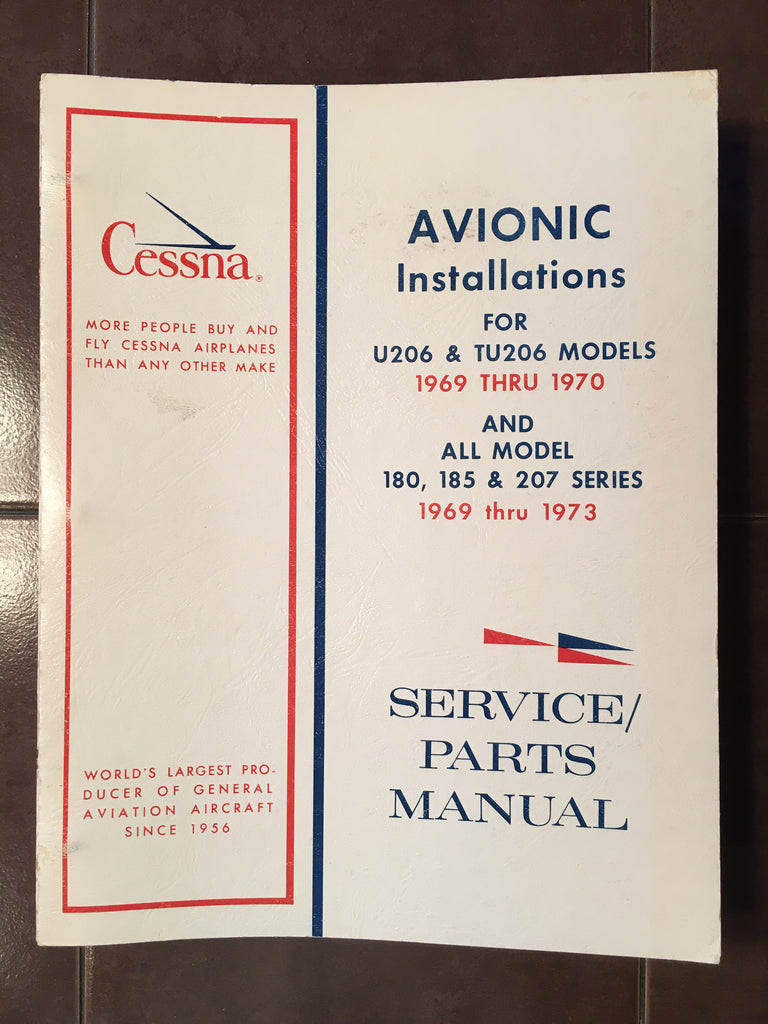 Cessna®
MORE PEOPLE BUY AND
FLY CESSNA AIRPLANES
THAN ANY OTHER MAKE
WORLD'S LARGEST PRO-
DUCER OF GENERAL
AVIATION AIRCRAFT
SINCE 1956
AVIONIC
Installations
FOR
U206 & TU206 MODELS
1969 THRU 1970
AND
ALL MODEL
180, 185 & 207 SERIES
1969 thru 1973
SERVICE/
PARTS
MANUAL